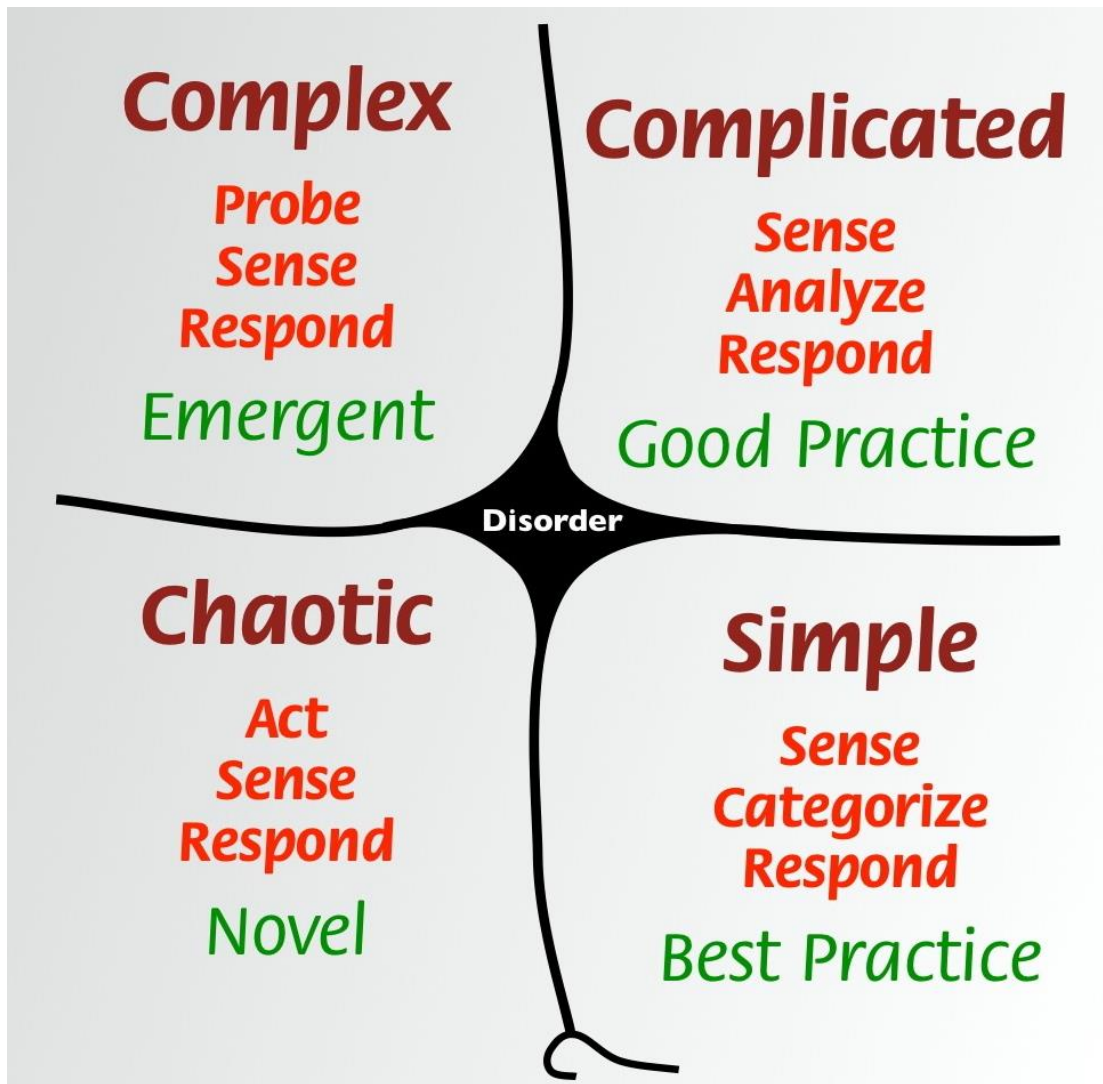 Complex
Probe
Sense
Respond
Emergent
Complicated
Sense
Analyze
Respond
Good Practice
Disorder
Chaotic
Act
Sense
Respond
Novel
Simple
Sense
Categorize
Respond
Best Practice